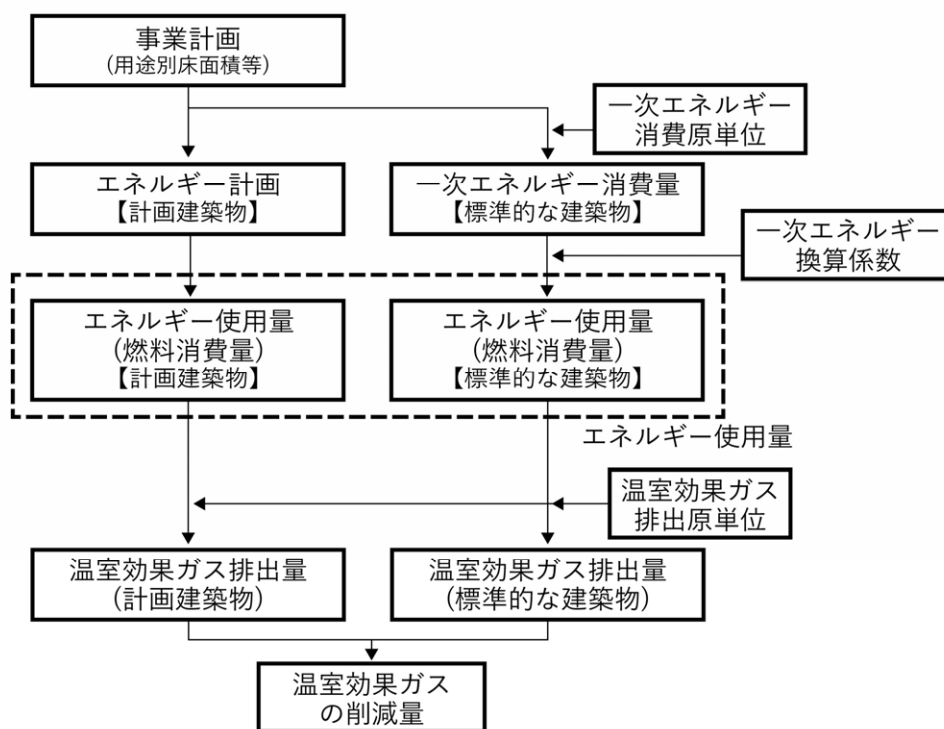 事業計画
(用途別床面積等)
一次エネルギー
消費原単位
エネルギー計画
【計画建築物】
一次エネルギー消費量
【標準的な建築物】
一次エネルギー
換算係数
エネルギー使用量
(燃料消費量)
【計画建築物】
エネルギー使用量
(燃料消費量)
【標準的な建築物】
エネルギー使用量
温室効果ガス
排出原単位
温室効果ガス排出量
(計画建築物)
温室効果ガス排出量
(標準的な建築物)
温室効果ガス
の削減量